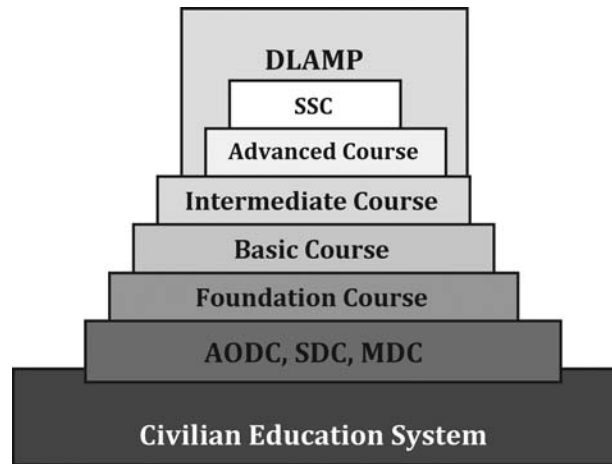 DLAMP
SSC
Advanced Course
Intermediate Course
Basic Course
Foundation Course
AODC, SDC, MDC
Civilian Education System